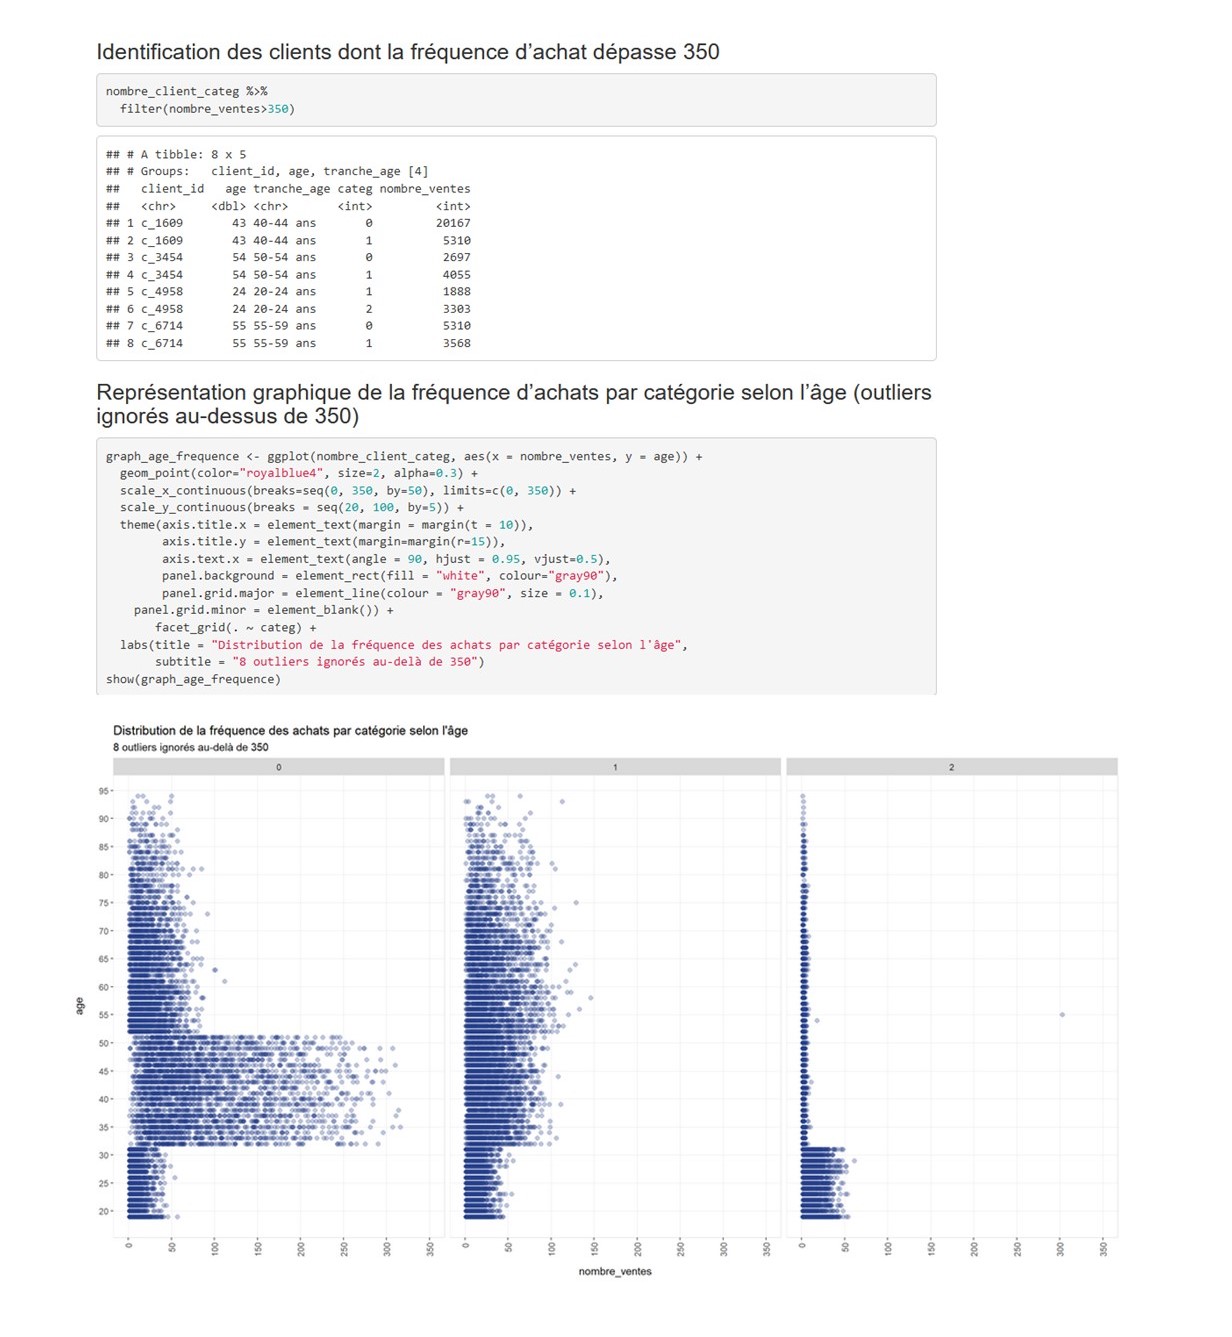 Identification des clients dont la fréquence d’achat dépasse 350
nombre_client_categ %>%
  filter(nombre_ventes>350)
## # A tibble: 8 x 5
## # Groups:   client_id, age, tranche_age [4]
##   client_id   age tranche_age categ nombre_ventes
##   <chr>     <dbl> <chr>       <int>         <int>
## 1 c_1609       43 40-44 ans       0         20167
## 2 c_1609       43 40-44 ans       1          5310
## 3 c_3454       54 50-54 ans       0          2697
## 4 c_3454       54 50-54 ans       1          4055
## 5 c_4958       24 20-24 ans       1          1888
## 6 c_4958       24 20-24 ans       2          3303
## 7 c_6714       55 55-59 ans       0          5310
## 8 c_6714       55 55-59 ans       1          3568
Représentation graphique de la fréquence d’achats par catégorie selon l’âge (outliers
ignorés au-dessus de 350)
graph_age_frequence <- ggplot(nombre_client_categ, aes(x = nombre_ventes, y = age)) +
  geom_point(color="royalblue4", size=2, alpha=0.3) +
  scale_x_continuous(breaks=seq(0, 350, by=50), limits=c(0, 350)) +
  scale_y_continuous(breaks = seq(20, 100, by=5)) +
  theme(axis.title.x = element_text(margin = margin(t = 10)),
        axis.title.y = element_text(margin=margin(r=15)),
        axis.text.x = element_text(angle = 90, hjust = 0.95, vjust=0.5),
        panel.background = element_rect(fill = "white", colour="gray90"),
        panel.grid.major = element_line(colour = "gray90", size = 0.1),
    panel.grid.minor = element_blank()) +
       facet_grid(. ~ categ) +
  labs(title = "Distribution de la fréquence des achats par catégorie selon l'âge",
       subtitle = "8 outliers ignorés au-delà de 350")
show(graph_age_frequence)
Distribution de la fréquence des achats par catégorie selon l'âge
8 outliers ignorés au-delà de 350
0 1 2
95
90
85
80
75
70
65
60
55
50
45
40
35
30
25
20
age
0 50 100 150 200 250 300 350 0 50 100 150 200 250 300 350 0 50 100 150 200 250 300 350
nombre_ventes